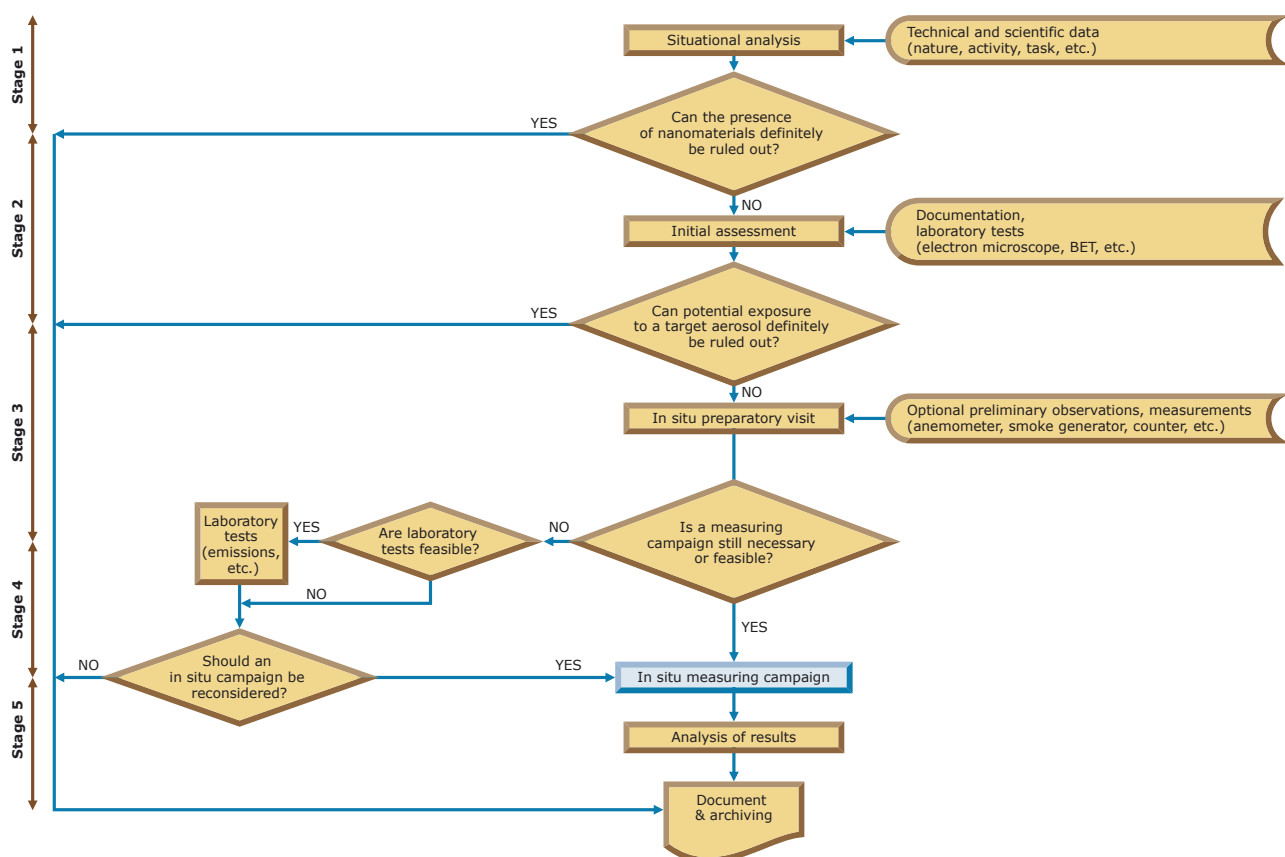 Stage 1
Situational analysis
Technical and scientific data
(nature, activity, task, etc.)
Can the presence
of nanomaterials definitely
be ruled out?
YES
NO
Stage 2
Initial assessment
Documentation,
laboratory tests
(electron microscope, BET, etc.)
Can potential exposure
to a target aerosol definitely
be ruled out?
YES
NO
Stage 3
In situ preparatory visit
Optional preliminary observations, measurements
(anemometer, smoke generator, counter, etc.)
Is a measuring
campaign still necessary
or feasible?
NO
Are laboratory
tests feasible?
YES
Laboratory
tests
(emissions,
etc.)
NO
YES
Stage 4
Should an
in situ campaign be
reconsidered?
NO
YES
In situ measuring campaign
Stage 5
Analysis of results
Document
& archiving